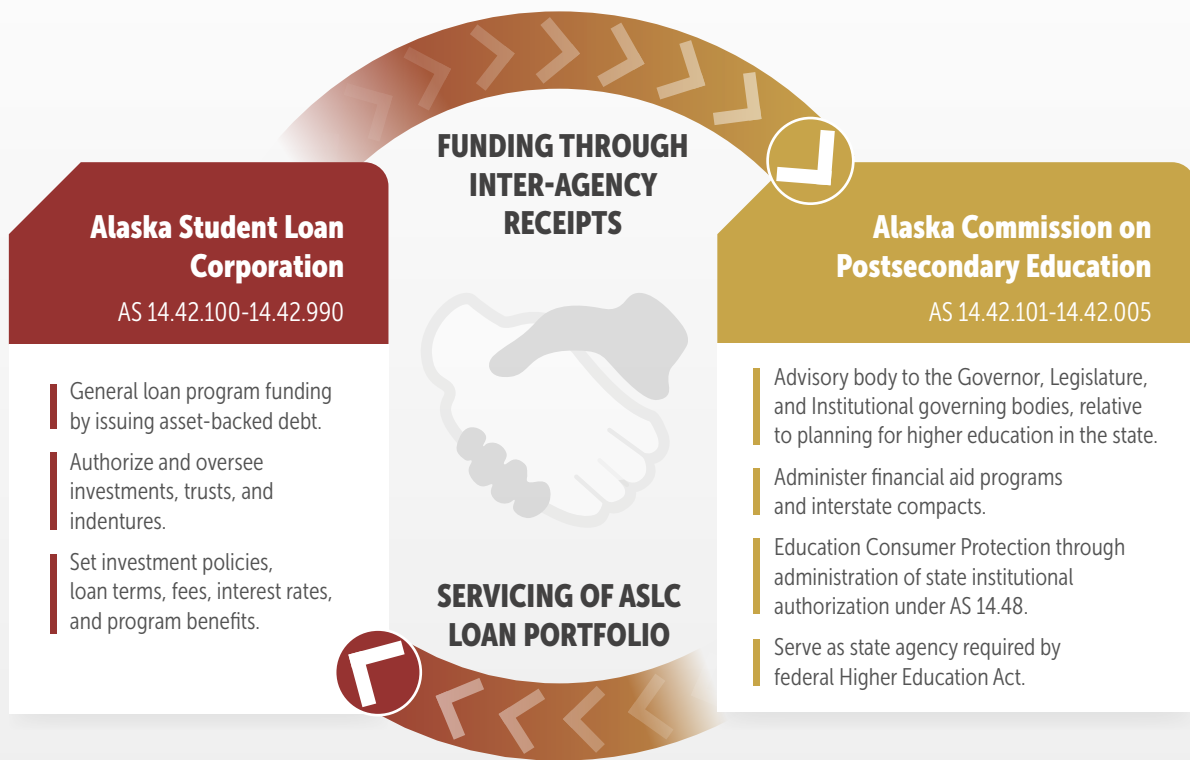 FUNDING THROUGH
INTER-AGENCY
RECEIPTS
Alaska Student Loan
Corporation
AS 14.42.100-14.42.990
General loan program funding
by issuing asset-backed debt.
Authorize and oversee
investments, trusts, and
indentures.
Set investment policies,
loan terms, fees, interest rates,
and program benefits.
Alaska Commission on
Postsecondary Education
AS 14.42.101-14.42.005
Advisory body to the Governor, Legislature,
and Institutional governing bodies, relative
to planning for higher education in the state.
Administer financial aid programs
and interstate compacts.
Education Consumer Protection through
administration of state institutional
authorization under AS 14.48.
Serve as state agency required by
federal Higher Education Act.
SERVICING OF ASLC
LOAN PORTFOLIO